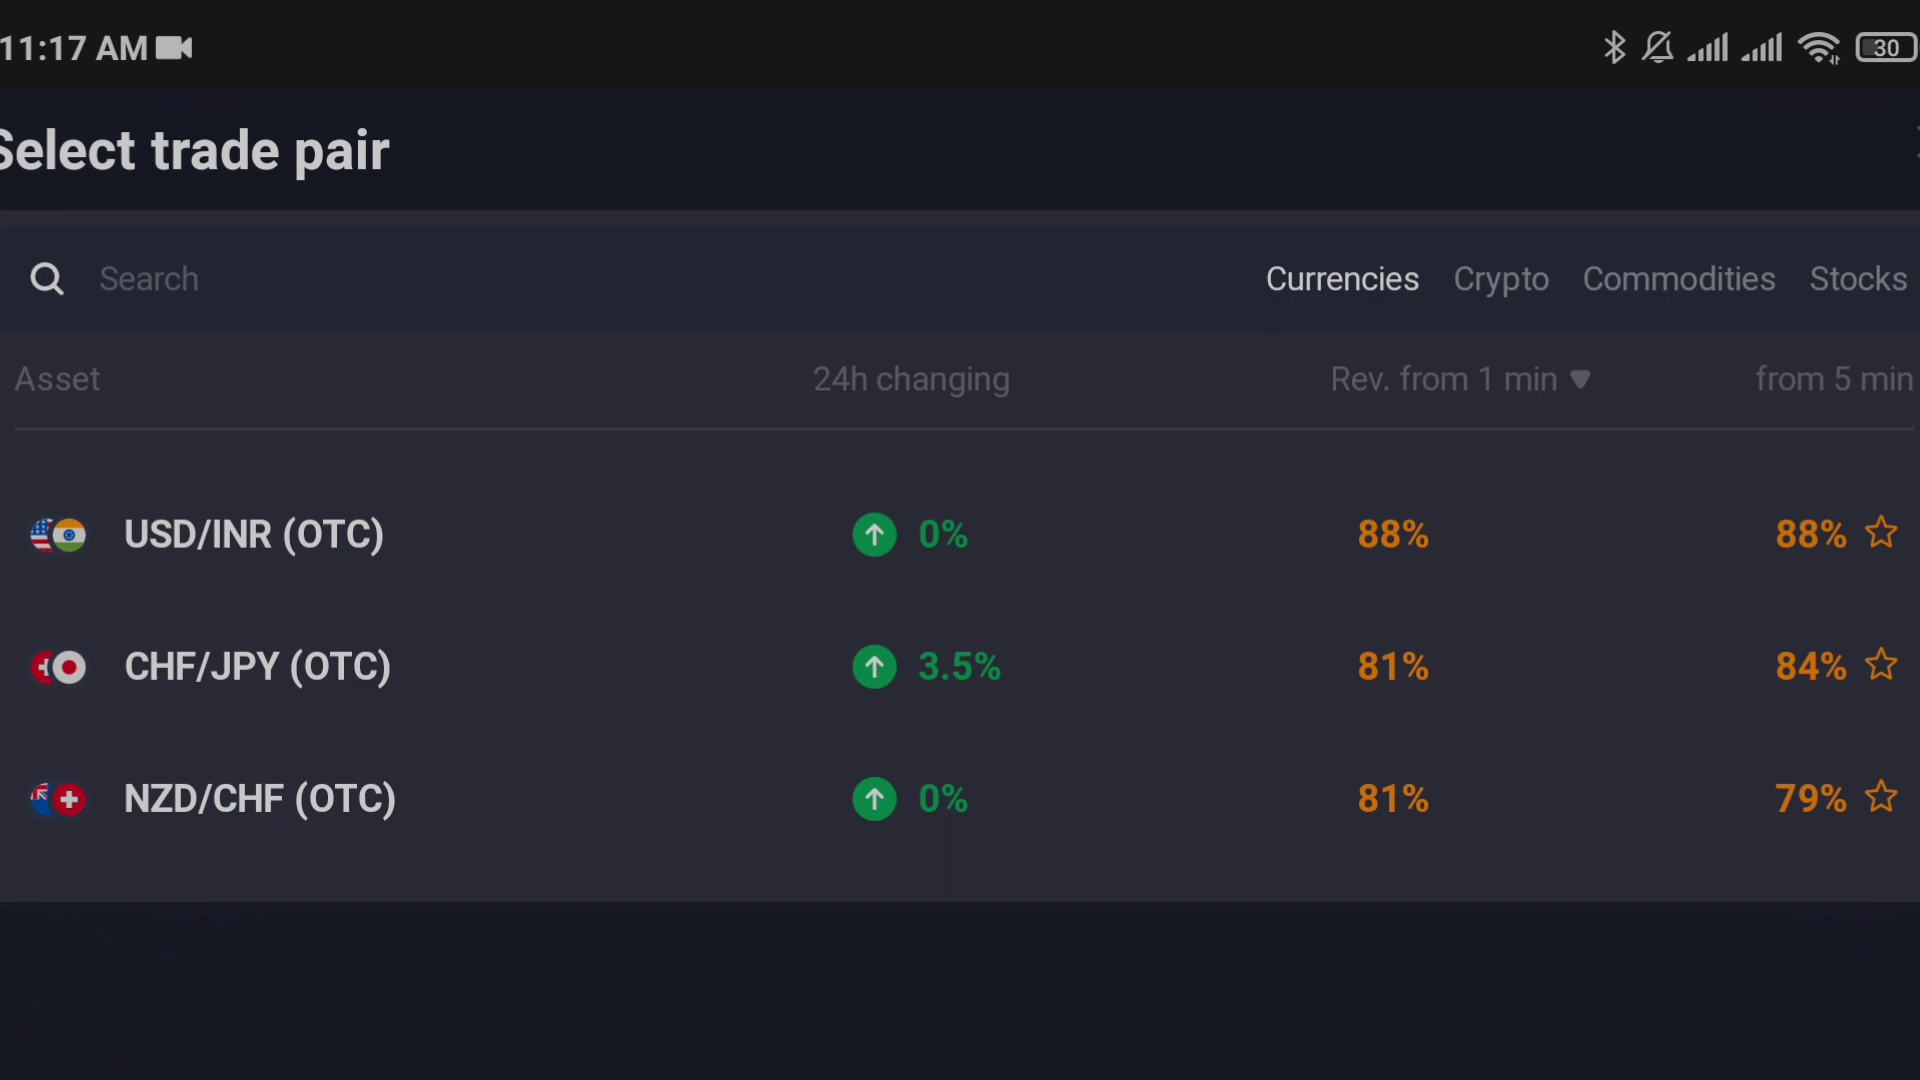 11:17 AM
30
Select trade pair
Search
Currencies Crypto Commodities Stocks
Asset 24h changing Rev. from 1 min from 5 min
USD/INR (OTC) 0% 88% 88%
CHF/JPY (OTC) 3.5% 81% 84%
NZD/CHF (OTC) 0% 81% 79%